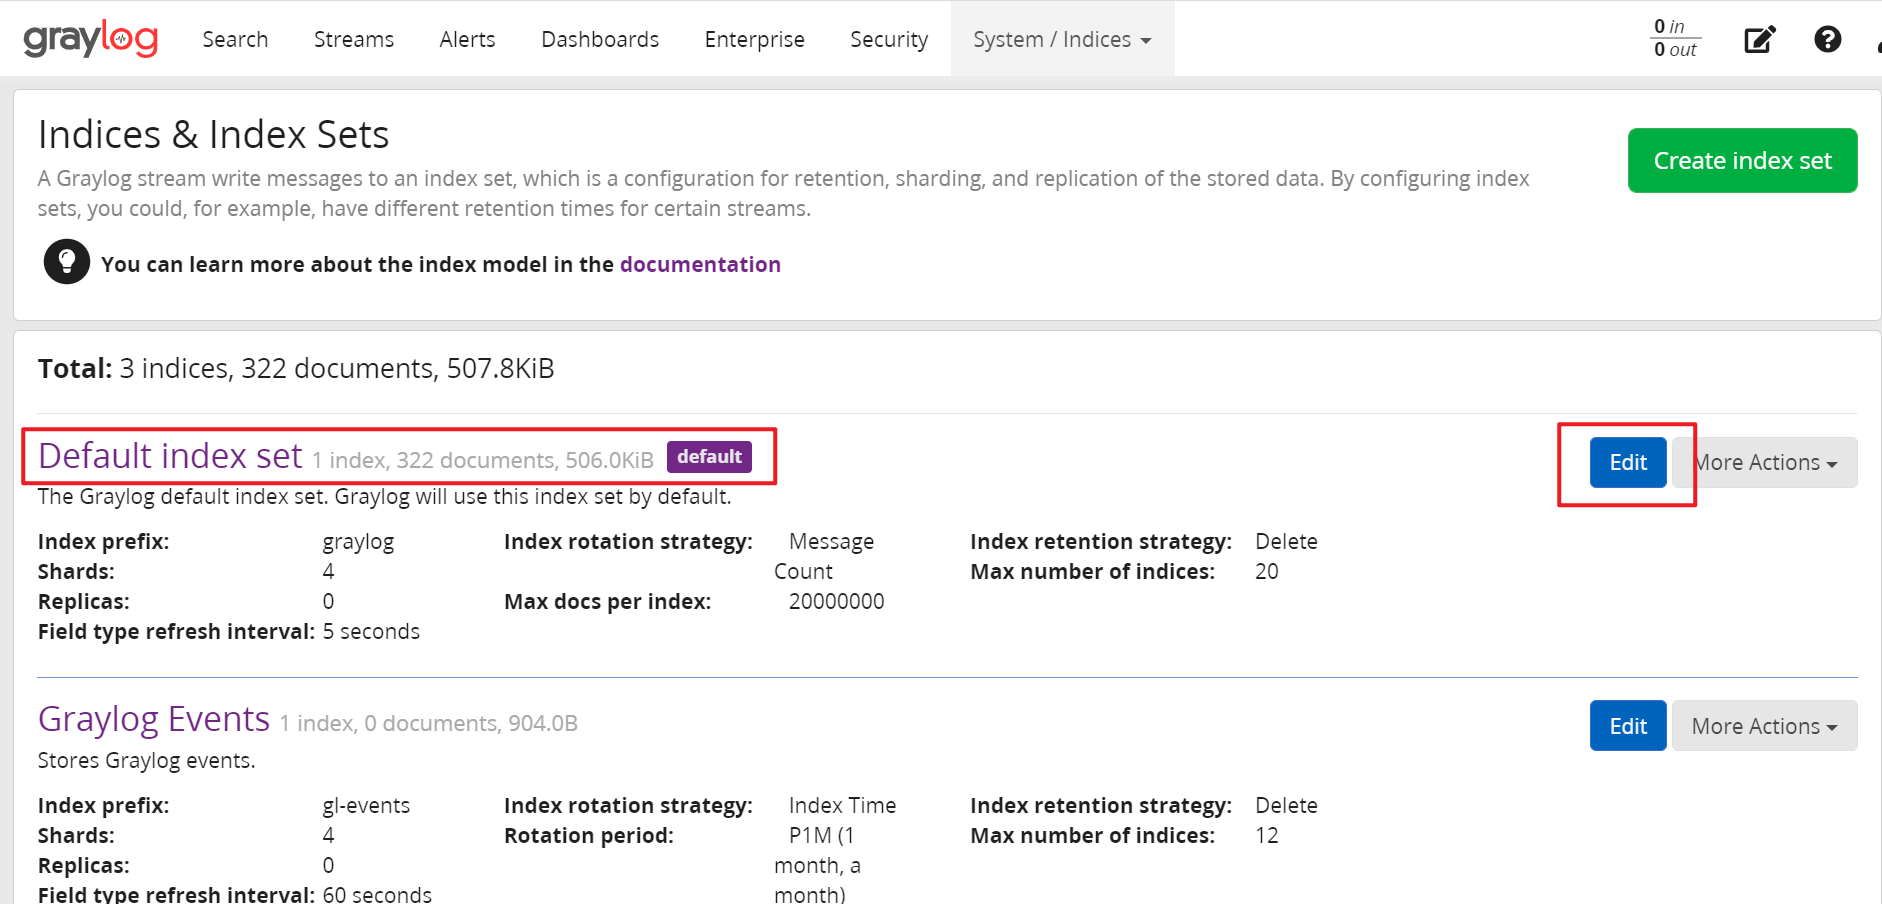 graylog Search Streams Alerts Dashboards Enterprise Security System / Indices 0 in
0 out
Indices & Index Sets
Create index set
A Graylog stream write messages to an index set, which is a configuration for retention, sharding, and replication of the stored data. By configuring index
sets, you could, for example, have different retention times for certain streams.
You can learn more about the index model in the documentation
Total: 3 indices, 322 documents, 507.8KiB
Default index set 1 index, 322 documents, 506.0KiB default Edit More Actions
The Graylog default index set. Graylog will use this index set by default.
Index prefix: graylog Index rotation strategy: Message Index retention strategy: Delete
Shards: 4 Count Max number of indices: 20
Replicas: 0 Max docs per index: 20000000
Field type refresh interval: 5 seconds
Graylog Events 1 index, 0 documents, 904.0B Edit More Actions
Stores Graylog events.
Index prefix: gl-events Index rotation strategy: Index Time Index retention strategy: Delete
Shards: 4 Rotation period: P1M (1 Max number of indices: 12
Replicas: 0 month, a
Field type refresh interval: 60 seconds month)